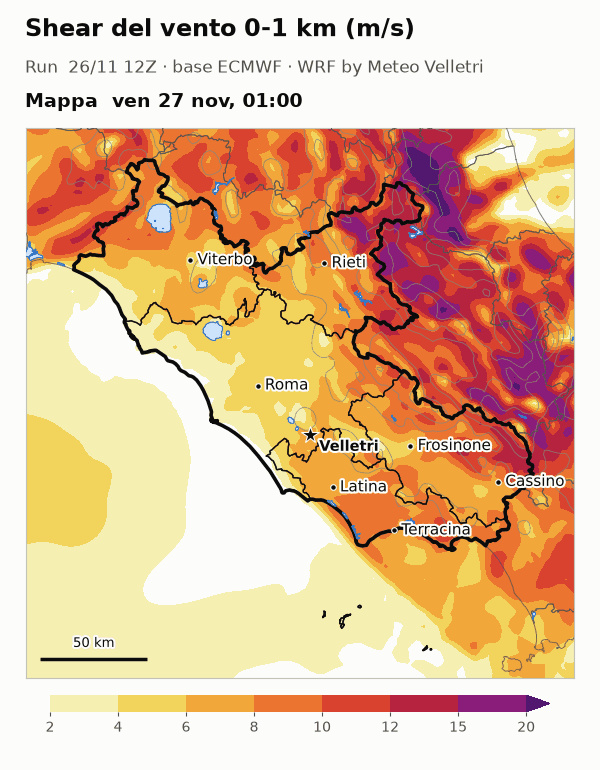 Shear del vento 0-1 km (m/s)
Run  26/11 12Z · base ECMWF · WRF by Meteo Velletri
Mappa  ven 27 nov, 01:00
Viterbo
Rieti
Roma
Velletri
Frosinone
Cassino
Latina
Terracina
50 km
2 4 6 8 10 12 15 20